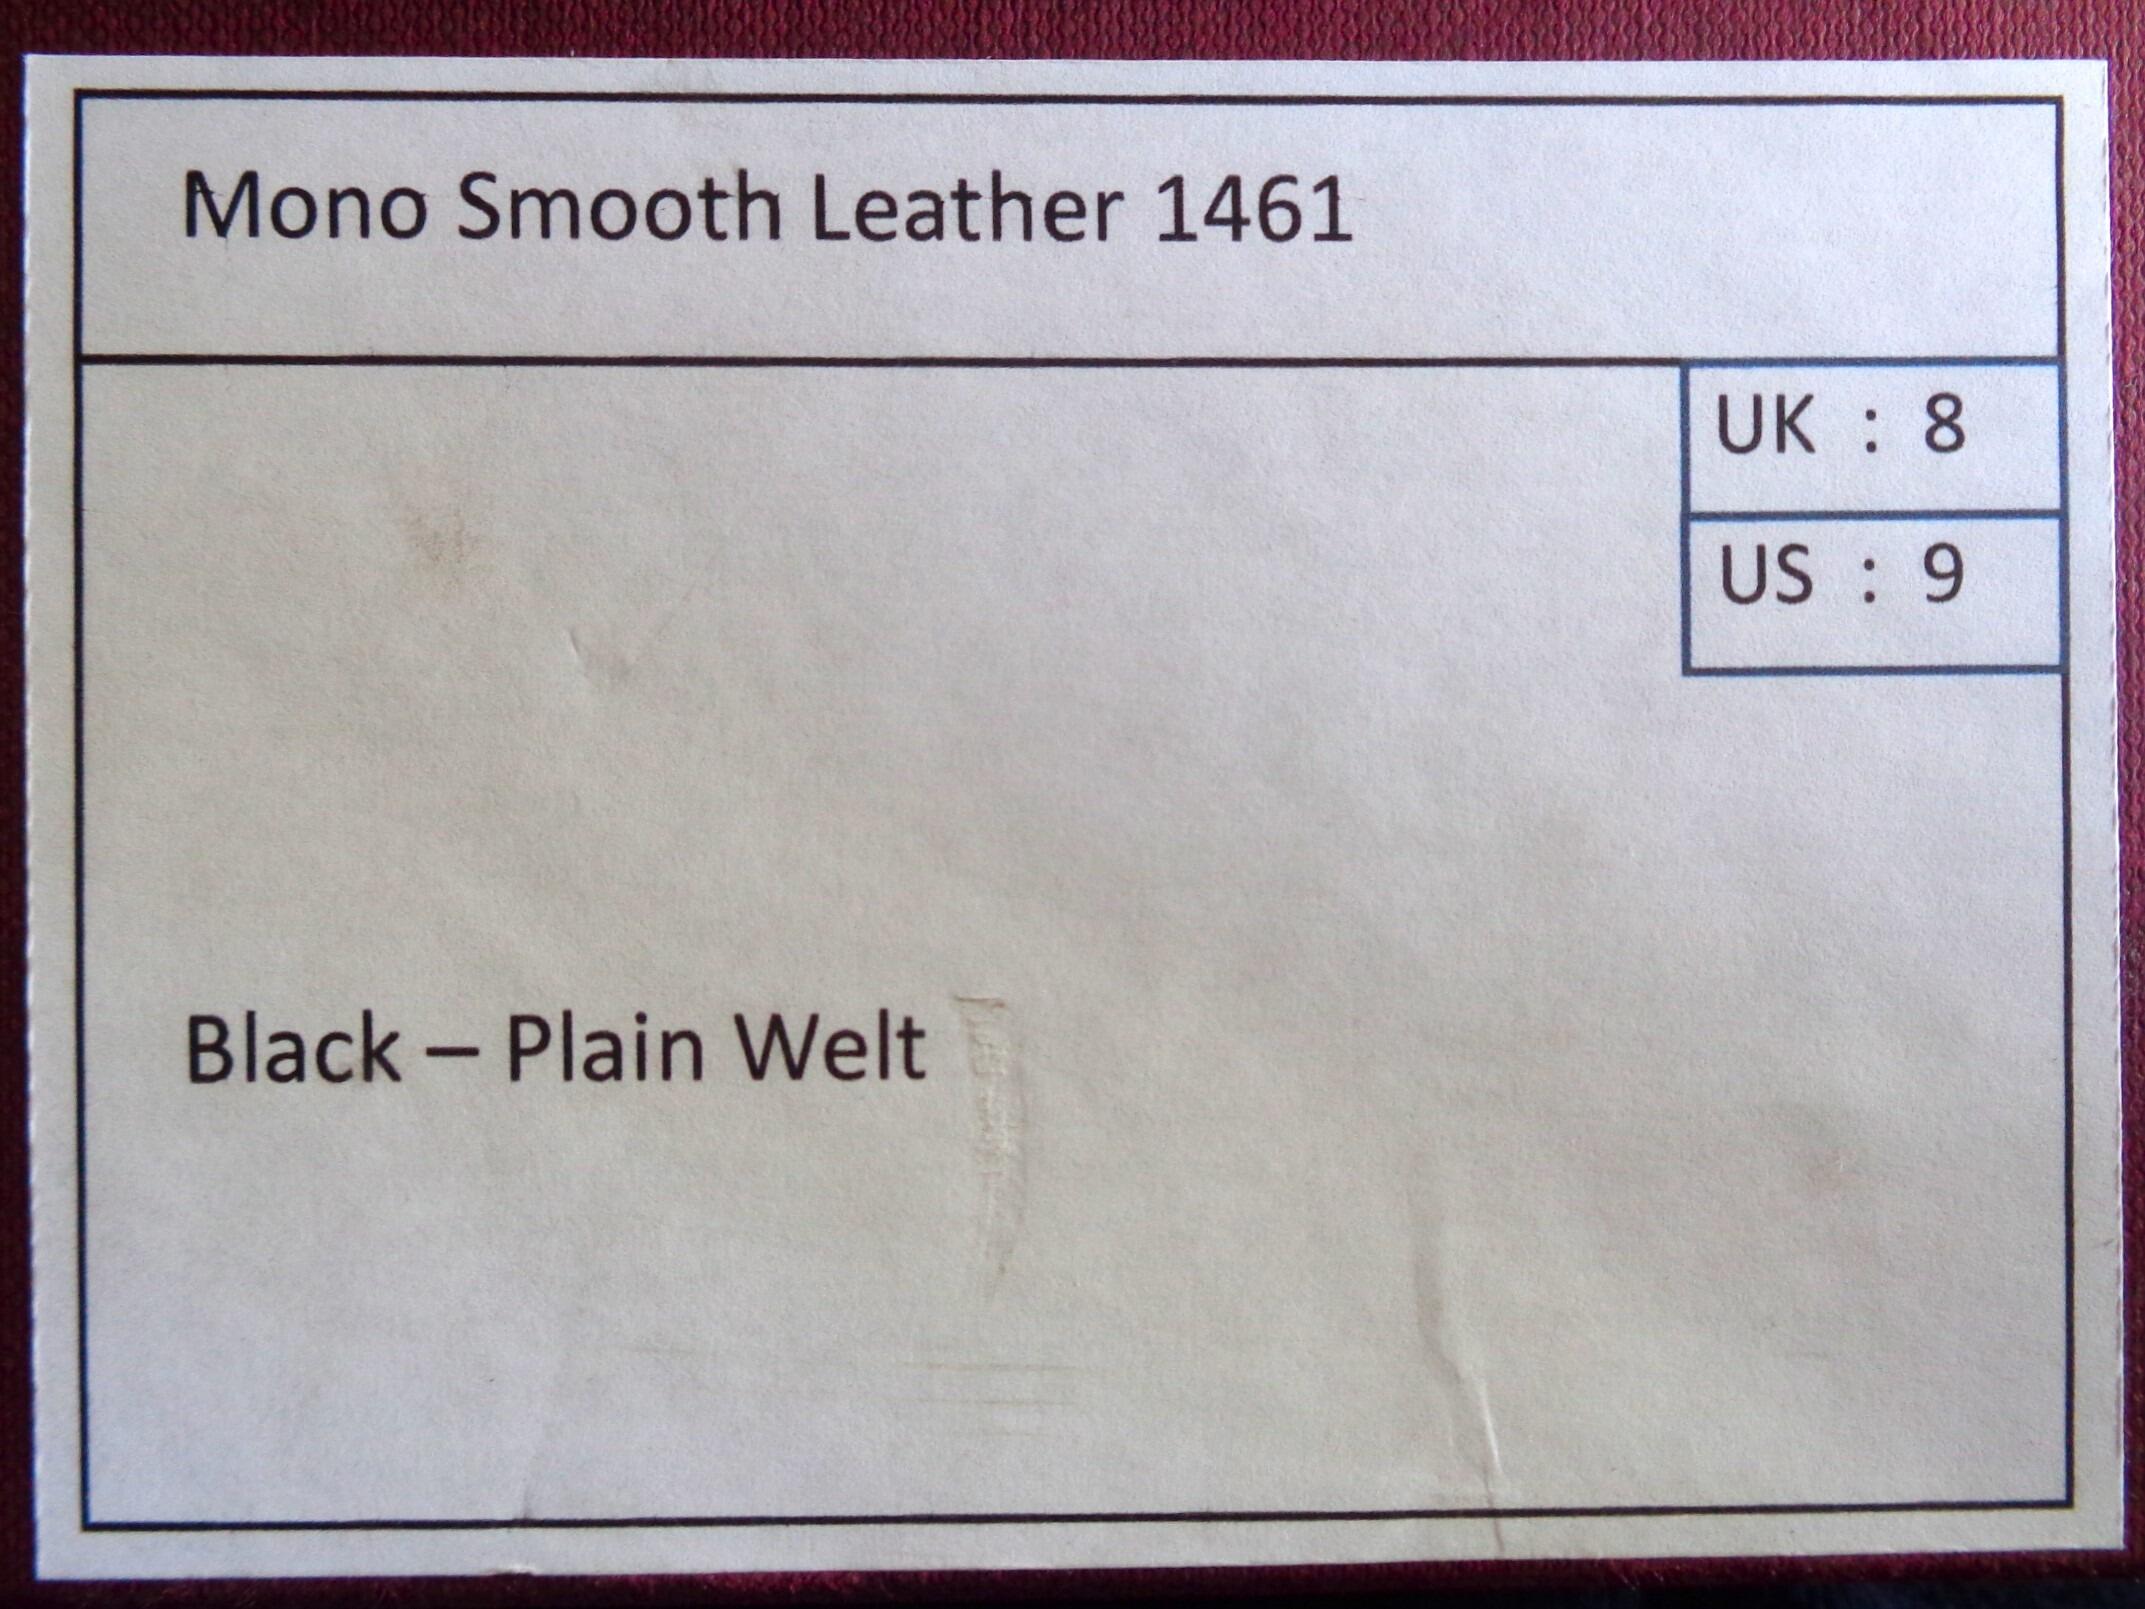 Mono Smooth Leather 1461
UK : 8
US : 9
Black – Plain Welt